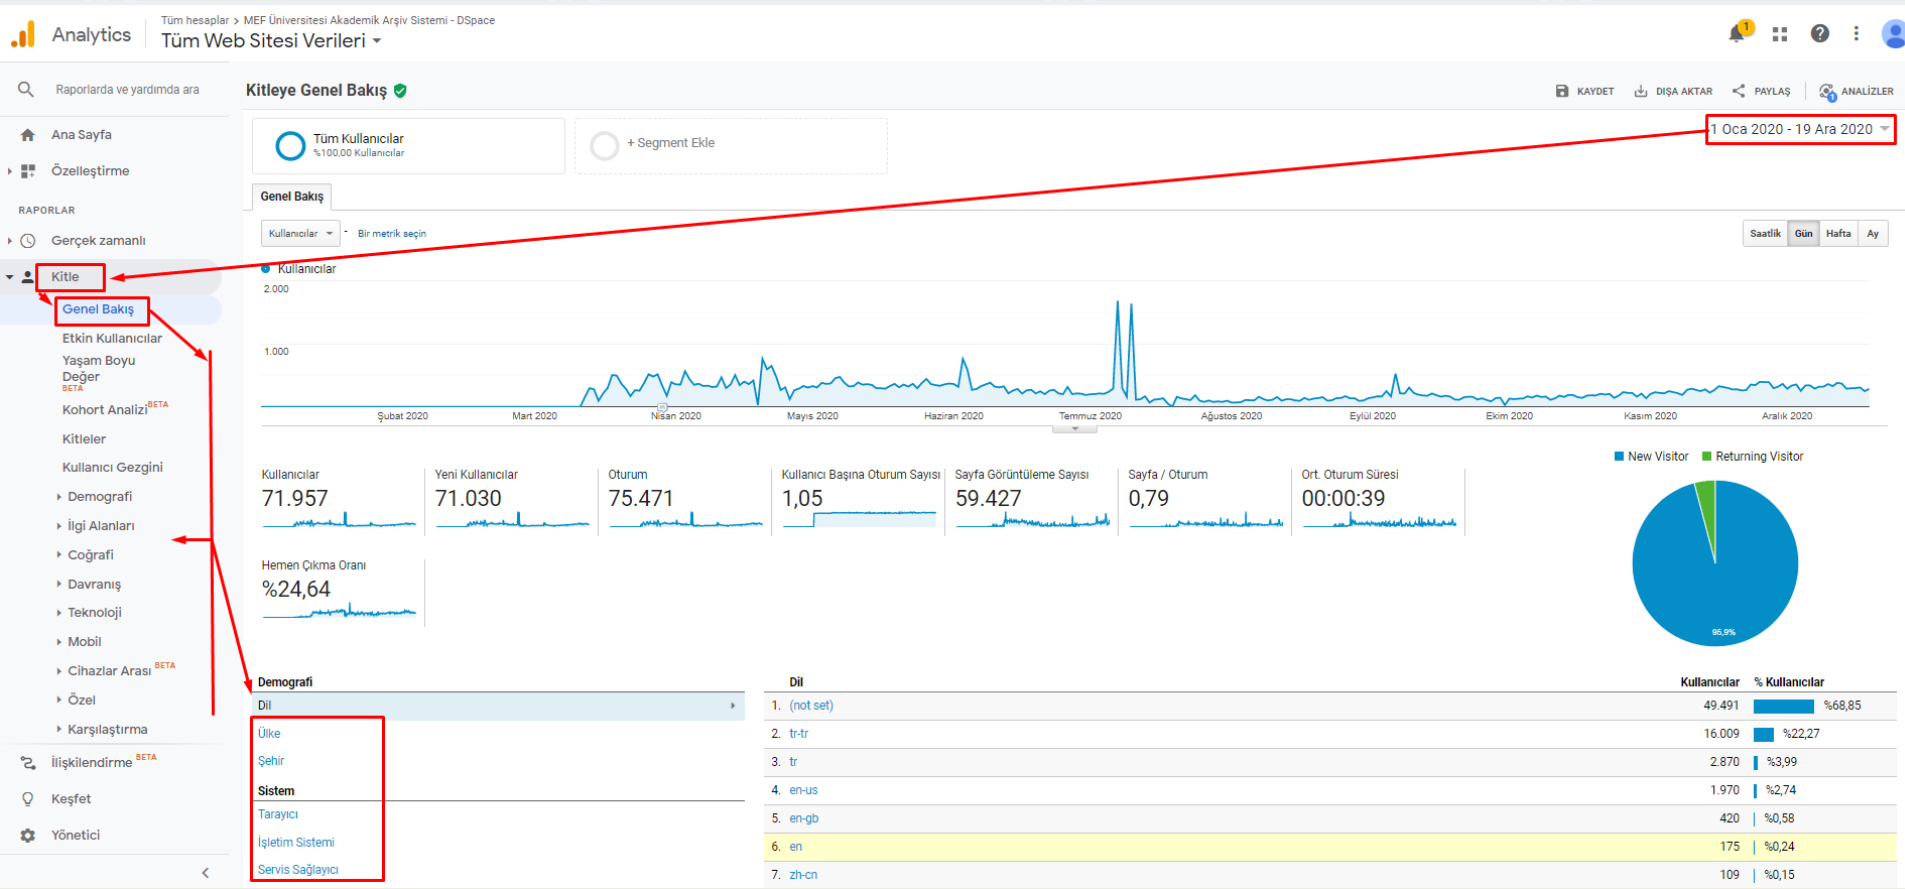 Tüm hesaplar > MEF Üniversitesi Akademik Arşiv Sistemi - DSpace
Analytics
Tüm Web Sitesi Verileri
1
Raporlarda ve yardımda ara
Kitleye Genel Bakış
KAYDET
DIŞA AKTAR
PAYLAŞ
1
ANALİZLER
Ana Sayfa
Özelleştirme
RAPORLAR
Gerçek zamanlı
Kitle
Genel Bakış
Etkin Kullanıcılar
Yaşam Boyu
Değer
BETA
Kohort Analizi BETA
Kitleler
Kullanıcı Gezgini
Demografi
İlgi Alanları
Coğrafi
Davranış
Teknoloji
Mobil
Cihazlar Arası BETA
Özel
Karşılaştırma
İlişkilendirme BETA
Keşfet
Yönetici
Tüm Kullanıcılar
%100,00 Kullanıcılar
+ Segment Ekle
1 Oca 2020 - 19 Ara 2020
Genel Bakış
Kullanıcılar - Bir metrik seçin
Saatlik Gün Hafta Ay
Kullanıcılar
2.000
1.000
Şubat 2020 Mart 2020 Nisan 2020 Mayıs 2020 Haziran 2020 Temmuz 2020 Ağustos 2020 Eylül 2020 Ekim 2020 Kasım 2020 Aralık 2020
New Visitor Returning Visitor
95,9%
Kullanıcılar
71.957
Yeni Kullanıcılar
71.030
Oturum
75.471
Kullanıcı Başına Oturum Sayısı
1,05
Sayfa Görüntüleme Sayısı
59.427
Sayfa / Oturum
0,79
Ort. Oturum Süresi
00:00:39
Hemen Çıkma Oranı
%24,64
Demografi
Dil
Ülke
Şehir
Sistem
Tarayıcı
İşletim Sistemi
Servis Sağlayıcı
Dil Kullanıcılar % Kullanıcılar
1. (not set) 49.491 %68,85
2. tr-tr 16.009 %22,27
3. tr 2.870 %3,99
4. en-us 1.970 %2,74
5. en-gb 420 %0,58
6. en 175 %0,24
7. zh-cn 109 %0,15